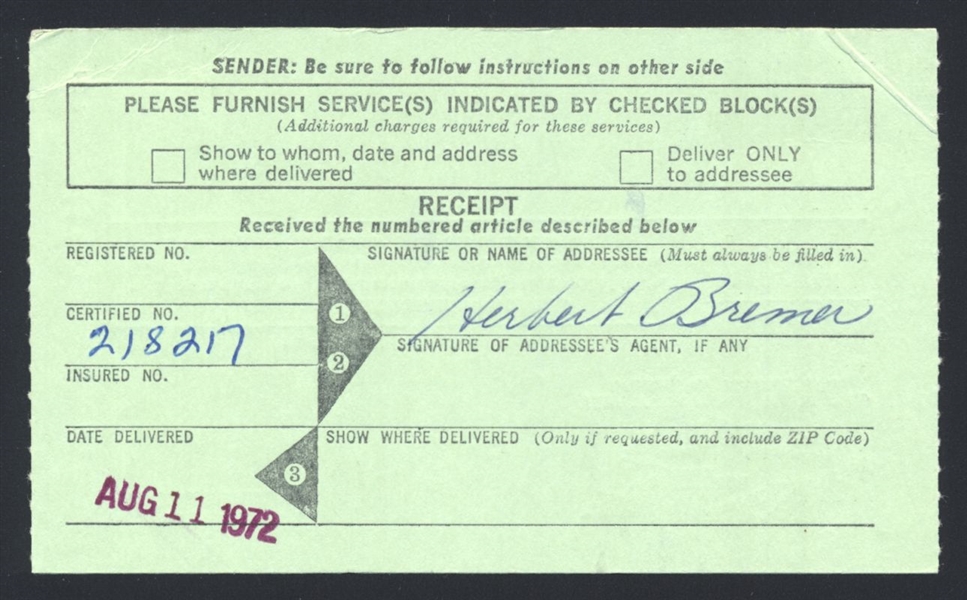 SENDER: Be sure to follow instructions on other side
PLEASE FURNISH SERVICE(S) INDICATED BY CHECKED BLOCK(S)
(Additional charges required for these services)
Show to whom, date and address
where delivered
Deliver ONLY
to addressee
RECEIPT
Received the numbered article described below
REGISTERED NO.
SIGNATURE OR NAME OF ADDRESSEE (Must always be filled in)
CERTIFIED NO.
1
Herbert Bremer
218217
SIGNATURE OF ADDRESSEE'S AGENT, IF ANY
2
INSURED NO.
DATE DELIVERED
SHOW WHERE DELIVERED (Only if requested, and include ZIP Code)
3
AUG 11 1972